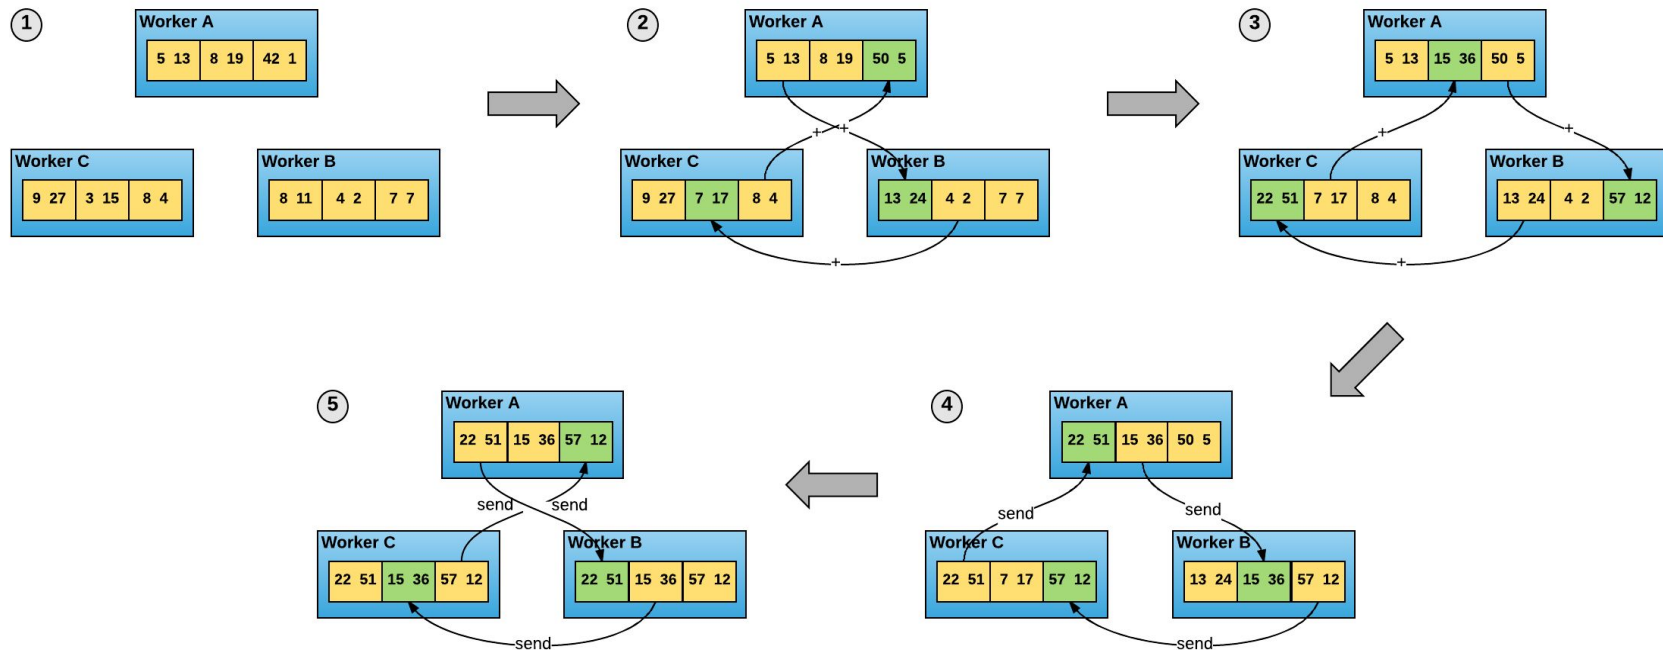 1
Worker A
5 13 8 19 42 1
Worker C
9 27 3 15 8 4
Worker B
8 11 4 2 7 7
2
Worker A
5 13 8 19 50 5
+ +
Worker C
9 27 7 17 8 4
Worker B
13 24 4 2 7 7
+
3
Worker A
5 13 15 36 50 5
+ +
Worker C
22 51 7 17 8 4
Worker B
13 24 4 2 57 12
+
5
Worker A
22 51 15 36 57 12
send send
Worker C
22 51 15 36 57 12
Worker B
22 51 15 36 57 12
send
4
Worker A
22 51 15 36 50 5
send send
Worker C
22 51 7 17 57 12
Worker B
13 24 15 36 57 12
send